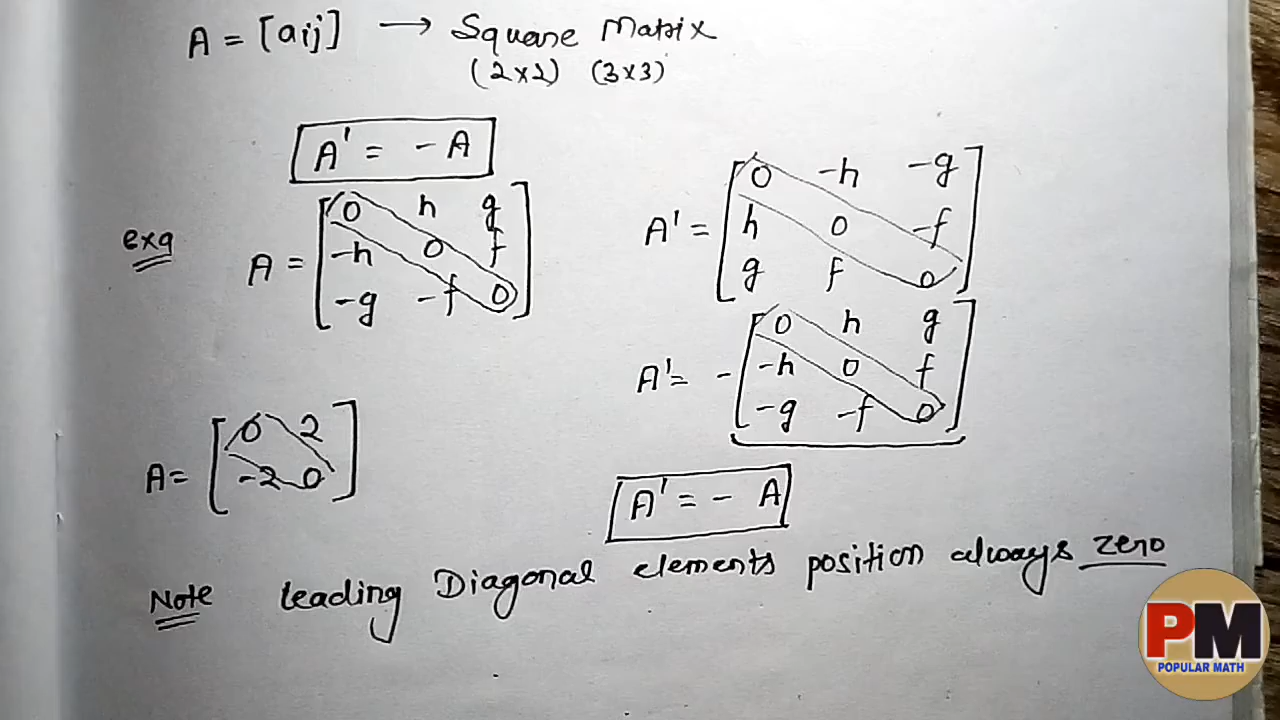 A = [aij] → Square Matrix
(2×2) (3×3)
A' = - A
exa
A = [0 h g
-h 0 f
-g -f 0]
A' = [0 -h -g
h 0 -f
g f 0]
A' = - [0 h g
-h 0 f
-g -f 0]
A = [0 2
-2 0]
A' = - A
Note leading Diagonal elements position always zero
PM
POPULAR MATH